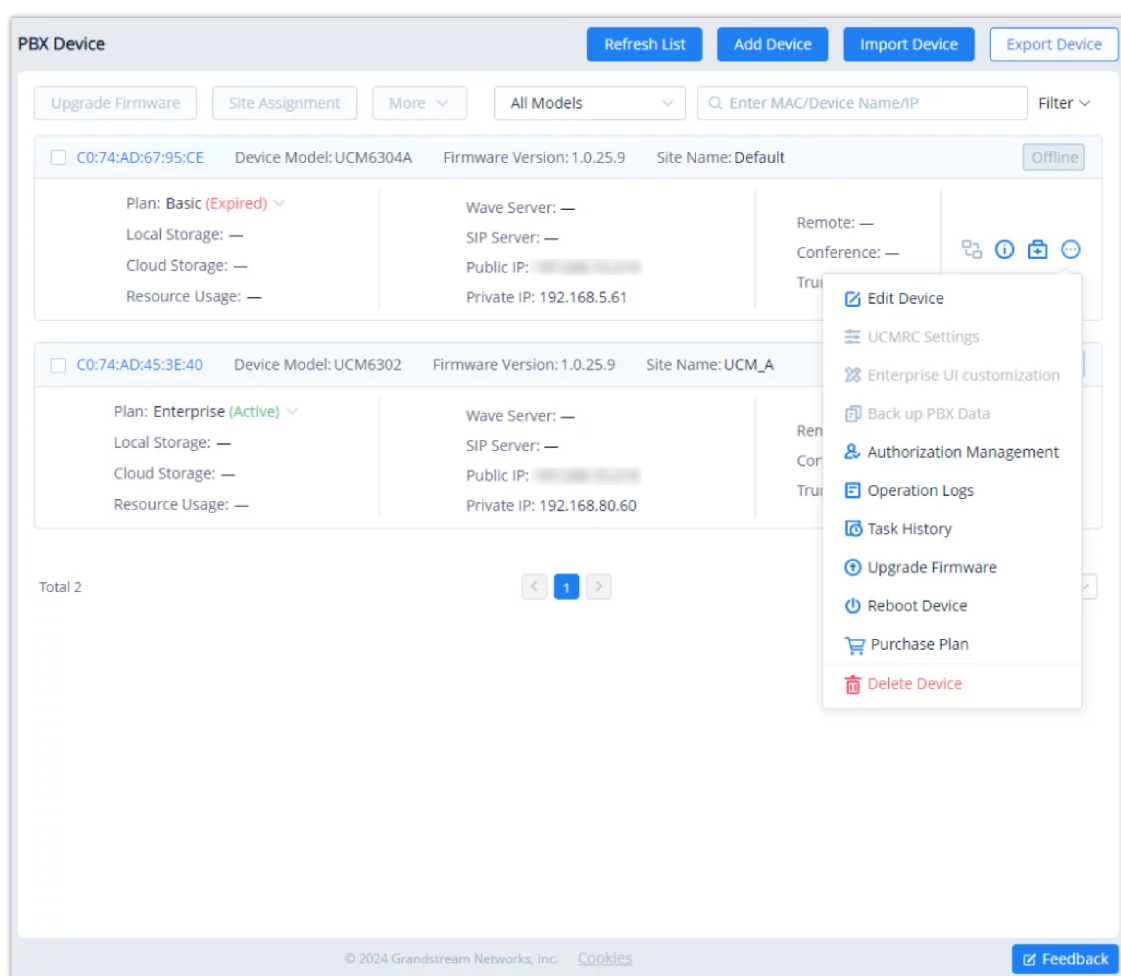 PBX Device Refresh List Add Device Import Device Export Device
Upgrade Firmware Site Assignment More All Models Enter MAC/Device Name/IP Filter
C0:74:AD:67:95:CE Device Model: UCM6304A Firmware Version: 1.0.25.9 Site Name: Default Offline
Plan: Basic (Expired)
Local Storage: —
Cloud Storage: —
Resource Usage: —
Wave Server: —
SIP Server: —
Public IP:
Private IP: 192.168.5.61
Remote: —
Conference: —
Tru
C0:74:AD:45:3E:40 Device Model: UCM6302 Firmware Version: 1.0.25.9 Site Name: UCM_A
Plan: Enterprise (Active)
Local Storage: —
Cloud Storage: —
Resource Usage: —
Wave Server: —
SIP Server: —
Public IP:
Private IP: 192.168.80.60
Ren
Cor
Tru
Edit Device
UCMRC Settings
Enterprise UI customization
Back up PBX Data
Authorization Management
Operation Logs
Task History
Upgrade Firmware
Reboot Device
Purchase Plan
Delete Device
Total 2 < 1 >
© 2024 Grandstream Networks, Inc. Cookies Feedback